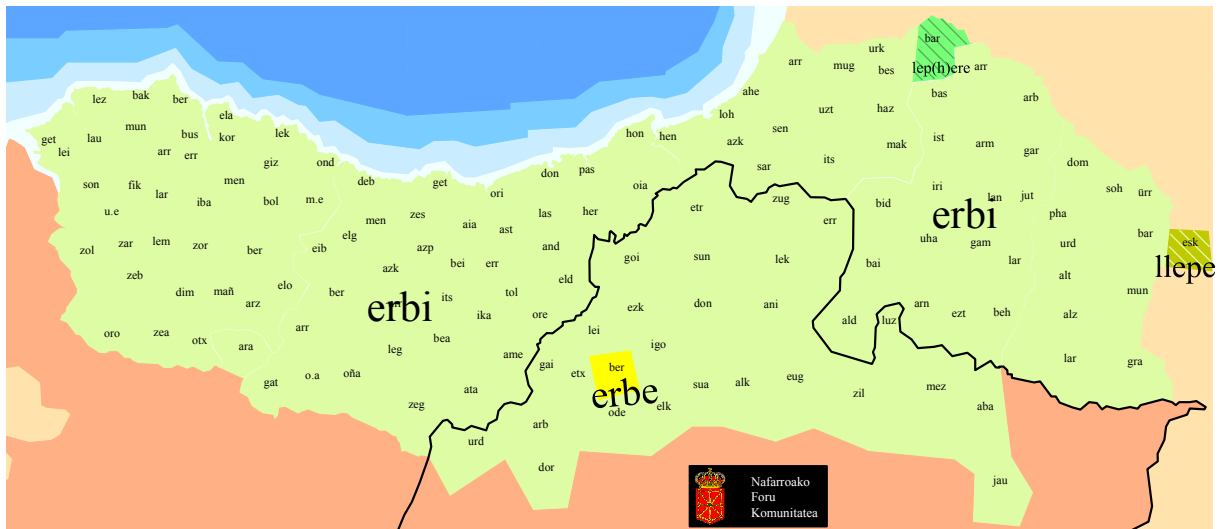 bar
urk
arr
mug
bes
lep(h)ere
arr
lez
bak
ber
ahe
bas
arb
ela
loh
uzt
haz
get
lau
mun
bus
kor
lek
hon
hen
azk
sen
ist
arm
gar
lei
arr
err
giz
ond
don
pas
sar
its
mak
dom
son
fik
lar
men
deb
get
oia
iri
lan
jut
soh
ürr
u.e
iba
bol
m.e
ori
etr
zug
bid
pha
men
zes
aia
ast
las
her
err
erbi
zol
zar
lem
zor
ber
eib
elg
azp
and
uha
gam
urd
bar
esk
zeb
azk
bei
err
goi
sun
lek
bai
lar
alt
llepe
dim
mañ
elo
ber
its
tol
eld
mun
arz
erbi
ika
ore
ezk
don
ani
arn
ezt
beh
alz
oro
zea
otx
ara
arr
bea
lei
ald
luz
leg
ame
gai
igo
lar
gra
gat
o.a
oña
etx
ber
ata
erbe
sua
alk
eug
zil
mez
zeg
ode
elk
aba
urd
arb
dor
jau
Nafarroako
Foru
Komunitatea